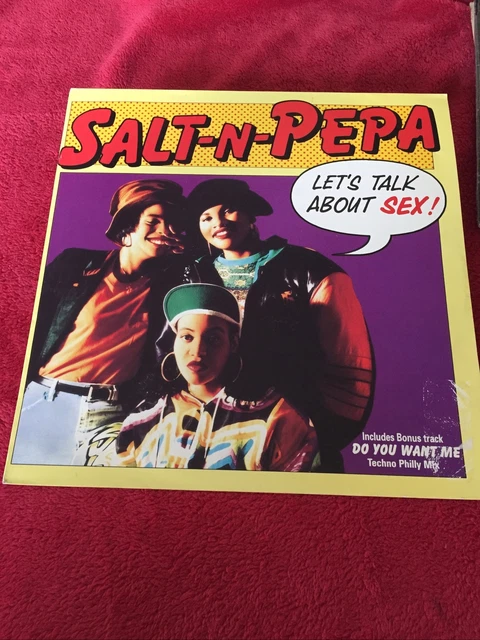 SALT-N-PEPA
LET'S TALK
ABOUT SEX!
Includes Bonus track
DO YOU WANT ME
Techno Philly Mix